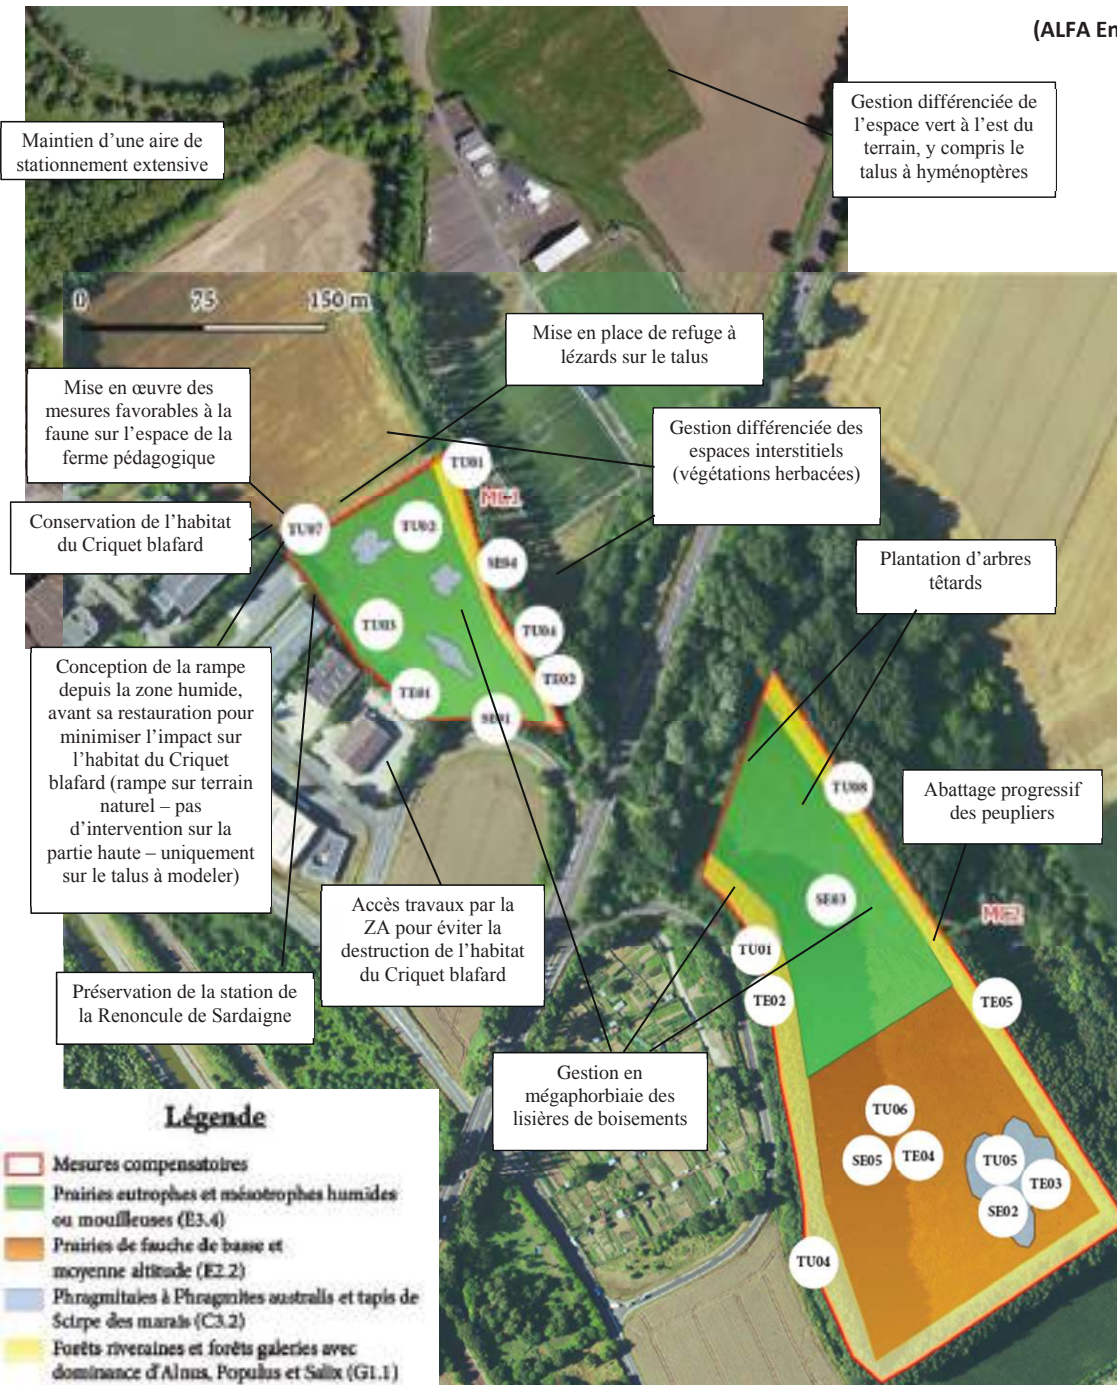 (ALFA En
Gestion différenciée de
l'espace vert à l'est du
terrain, y compris le
talus à hyménoptères
Maintien d'une aire de
stationnement extensive
0 75 150 m
Mise en place de refuge à
lézards sur le talus
Mise en œuvre des
mesures favorables à la
faune sur l'espace de la
ferme pédagogique
Gestion différenciée des
espaces interstitiels
(végétations herbacées)
TU01
MC1
Conservation de l'habitat
du Criquet blafard
TU07
TU02
SE04
Plantation d'arbres
têtards
TU03
TU04
TE01
TE02
SE01
Conception de la rampe
depuis la zone humide,
avant sa restauration pour
minimiser l'impact sur
l'habitat du Criquet
blafard (rampe sur terrain
naturel – pas
d'intervention sur la
partie haute – uniquement
sur le talus à modeler)
TU08
Abattage progressif
des peupliers
Accès travaux par la
ZA pour éviter la
destruction de l'habitat
du Criquet blafard
SE03
MC2
TU01
TE02
TE05
Préservation de la station de
la Renoncule de Sardaigne
Gestion en
mégaphorbiaie des
lisières de boisements
TU06
SE05
TE04
TU05
TE03
SE02
TU04
Légende
Mesures compensatoires
Prairies eutrophes et mésotrophes humides
ou mouilleuses (E3.4)
Prairies de fauche de basse et
moyenne altitude (E2.2)
Phragmitaies à Phragmites australis et tapis de
Scirpe des marais (C3.2)
Forêts riveraines et forêts galeries avec
dominance d'Alnus, Populus et Salix (G1.1)